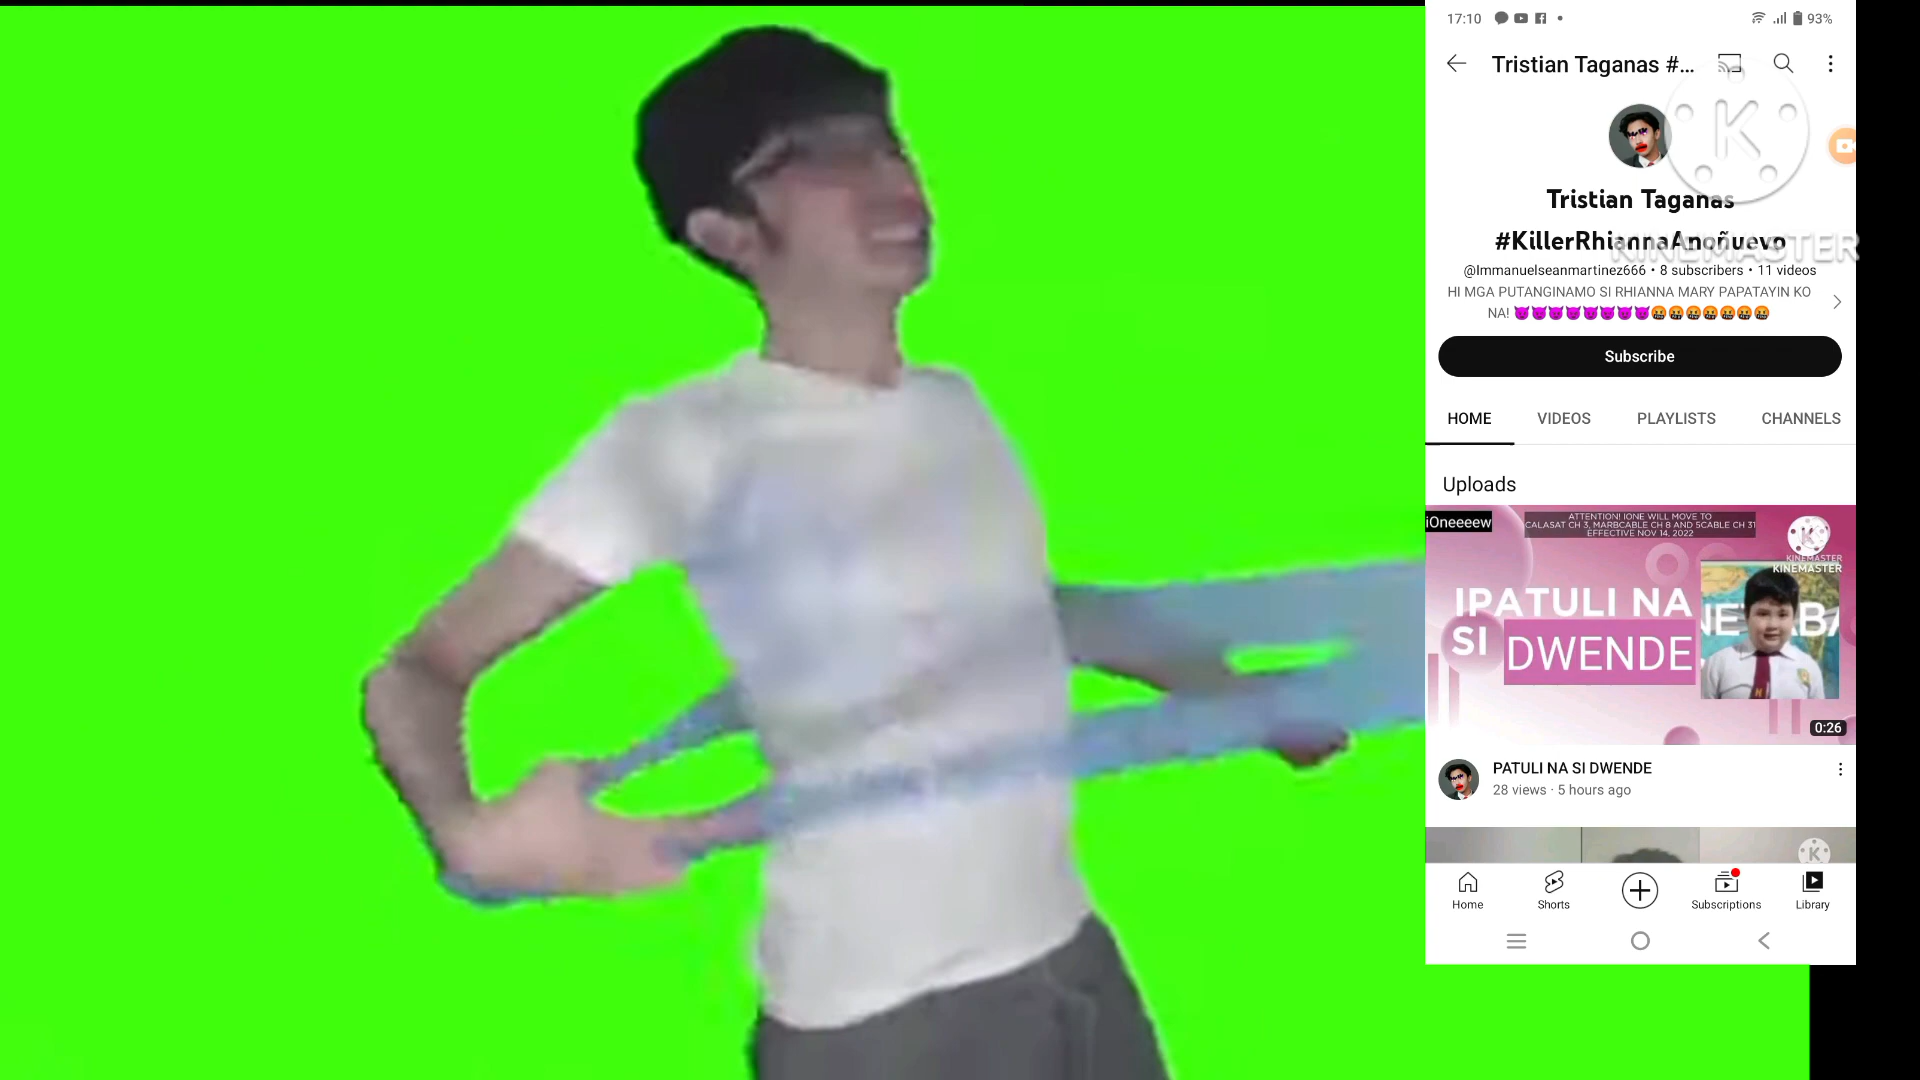 17:10
93%
Tristian Taganas #...
Tristian Taganas
#KillerRhiannaAnoñuevo
KINEMASTER
@Immanuelseanmartinez666 • 8 subscribers • 11 videos
HI MGA PUTANGINAMO SI RHIANNA MARY PAPATAYIN KO
NA! 😈😈😈😈😈😈😈😈🤬🤬🤬🤬🤬🤬🤬
Subscribe
HOME VIDEOS PLAYLISTS CHANNELS
Uploads
iOneeeew
ATTENTION! IONE WILL MOVE TO
CALASAT CH 3, MARBCABLE CH 8 AND 5CABLE CH 31
EFFECTIVE NOV 14, 2022
KINEMASTER
KINEMASTER
IPATULI NA
SI DWENDE
0:26
PATULI NA SI DWENDE
28 views · 5 hours ago
Home Shorts Subscriptions Library